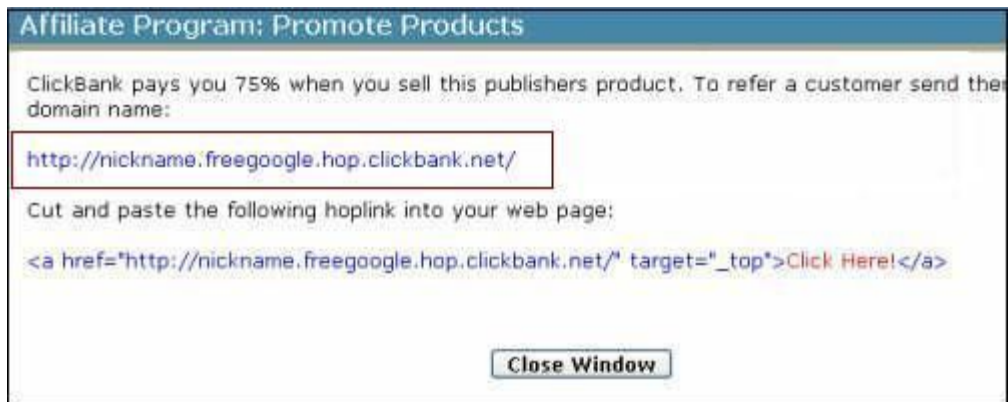 Affiliate Program: Promote Products
ClickBank pays you 75% when you sell this publishers product. To refer a customer send
domain name:
http://nickname.freegoogle.hop.clickbank.net/
Cut and paste the following hoplink into your web page:
<a href="http://nickname.freegoogle.hop.clickbank.net/" target="_top">Click Here!</a>
Close Window